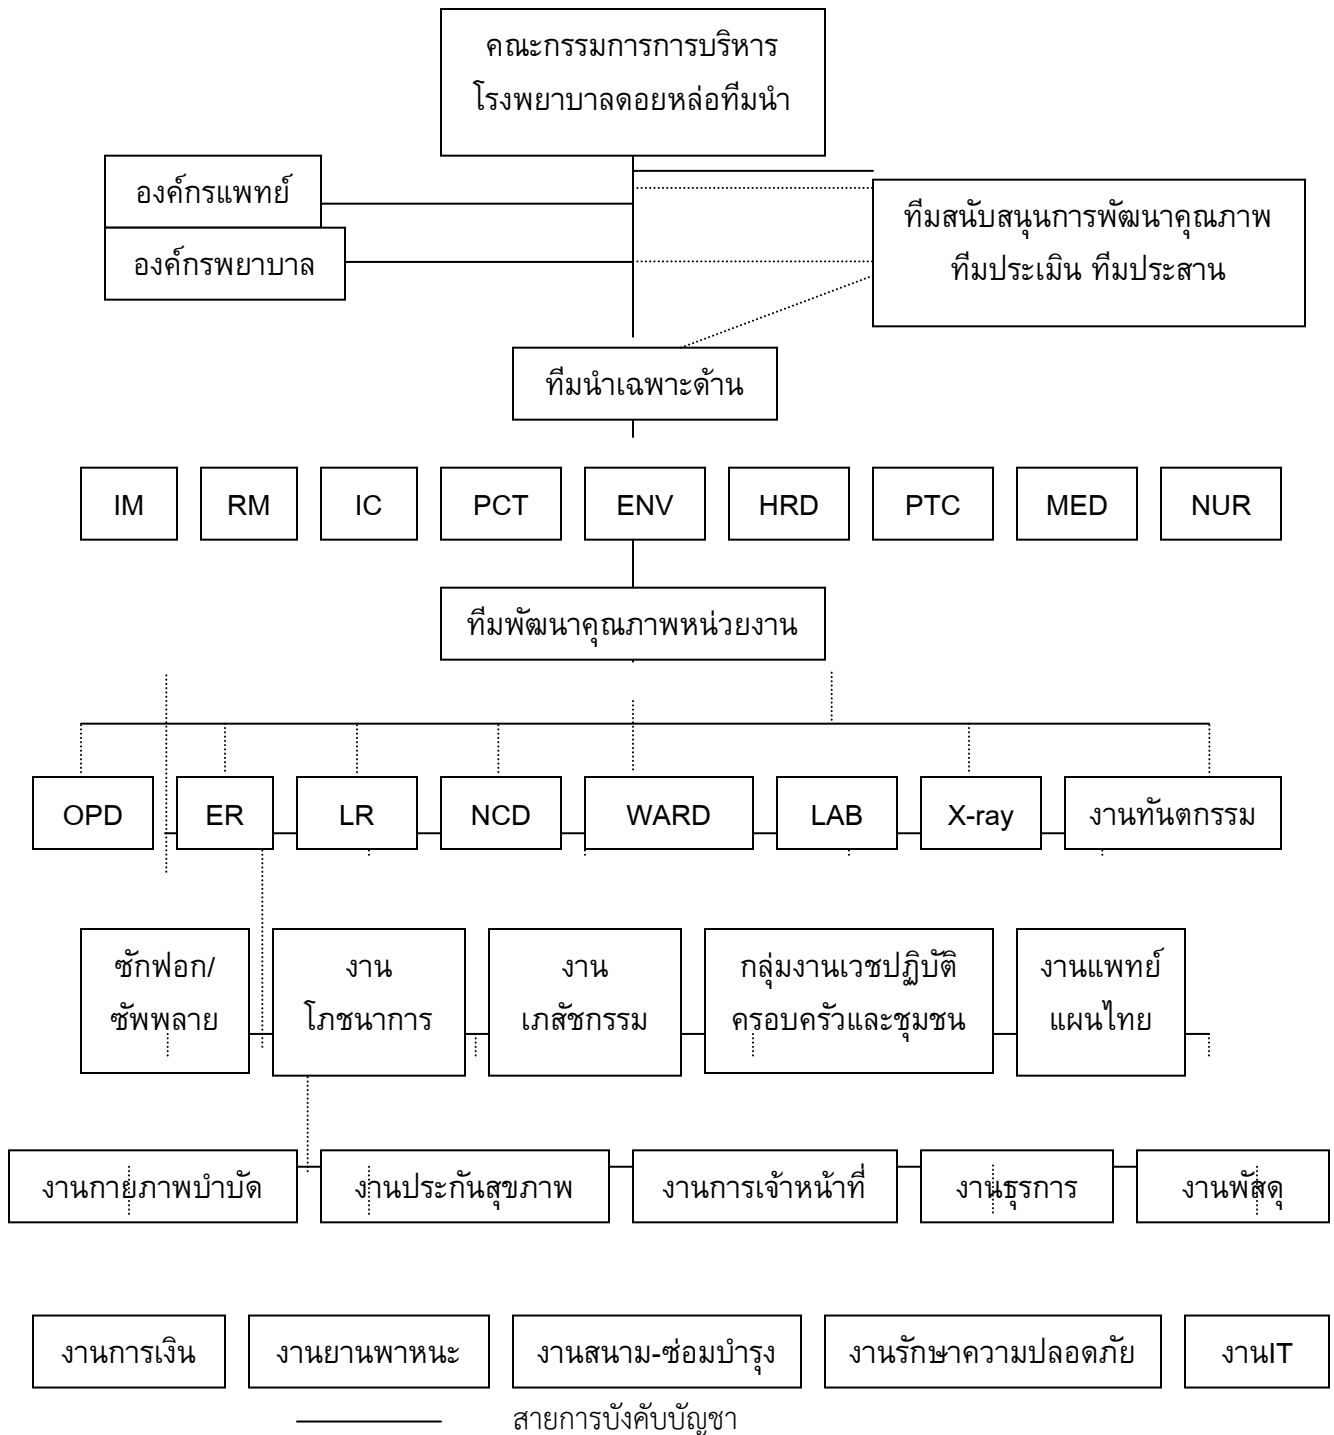 คณะกรรมการการบริหาร
โรงพยาบาลดอยหล่อทีมนำ
องค์กรแพทย์
องค์กรพยาบาล
ทีมสนับสนุนการพัฒนาคุณภาพ
ทีมประเมิน ทีมประสาน
ทีมนำเฉพาะด้าน
IM
RM
IC
PCT
ENV
HRD
PTC
MED
NUR
ทีมพัฒนาคุณภาพหน่วยงาน
OPD
ER
LR
NCD
WARD
LAB
X-ray
งานทันตกรรม
ซักฟอก/
ซัพพลาย
งาน
โภชนาการ
งาน
เภสัชกรรม
กลุ่มงานเวชปฏิบัติ
ครอบครัวและชุมชน
งานแพทย์
แผนไทย
งานกายภาพบำบัด
งานประกันสุขภาพ
งานการเจ้าหน้าที่
งานธุรการ
งานพัสดุ
งานการเงิน
งานยานพาหนะ
งานสนาม-ซ่อมบำรุง
งานรักษาความปลอดภัย
งานIT
สายการบังคับบัญชา